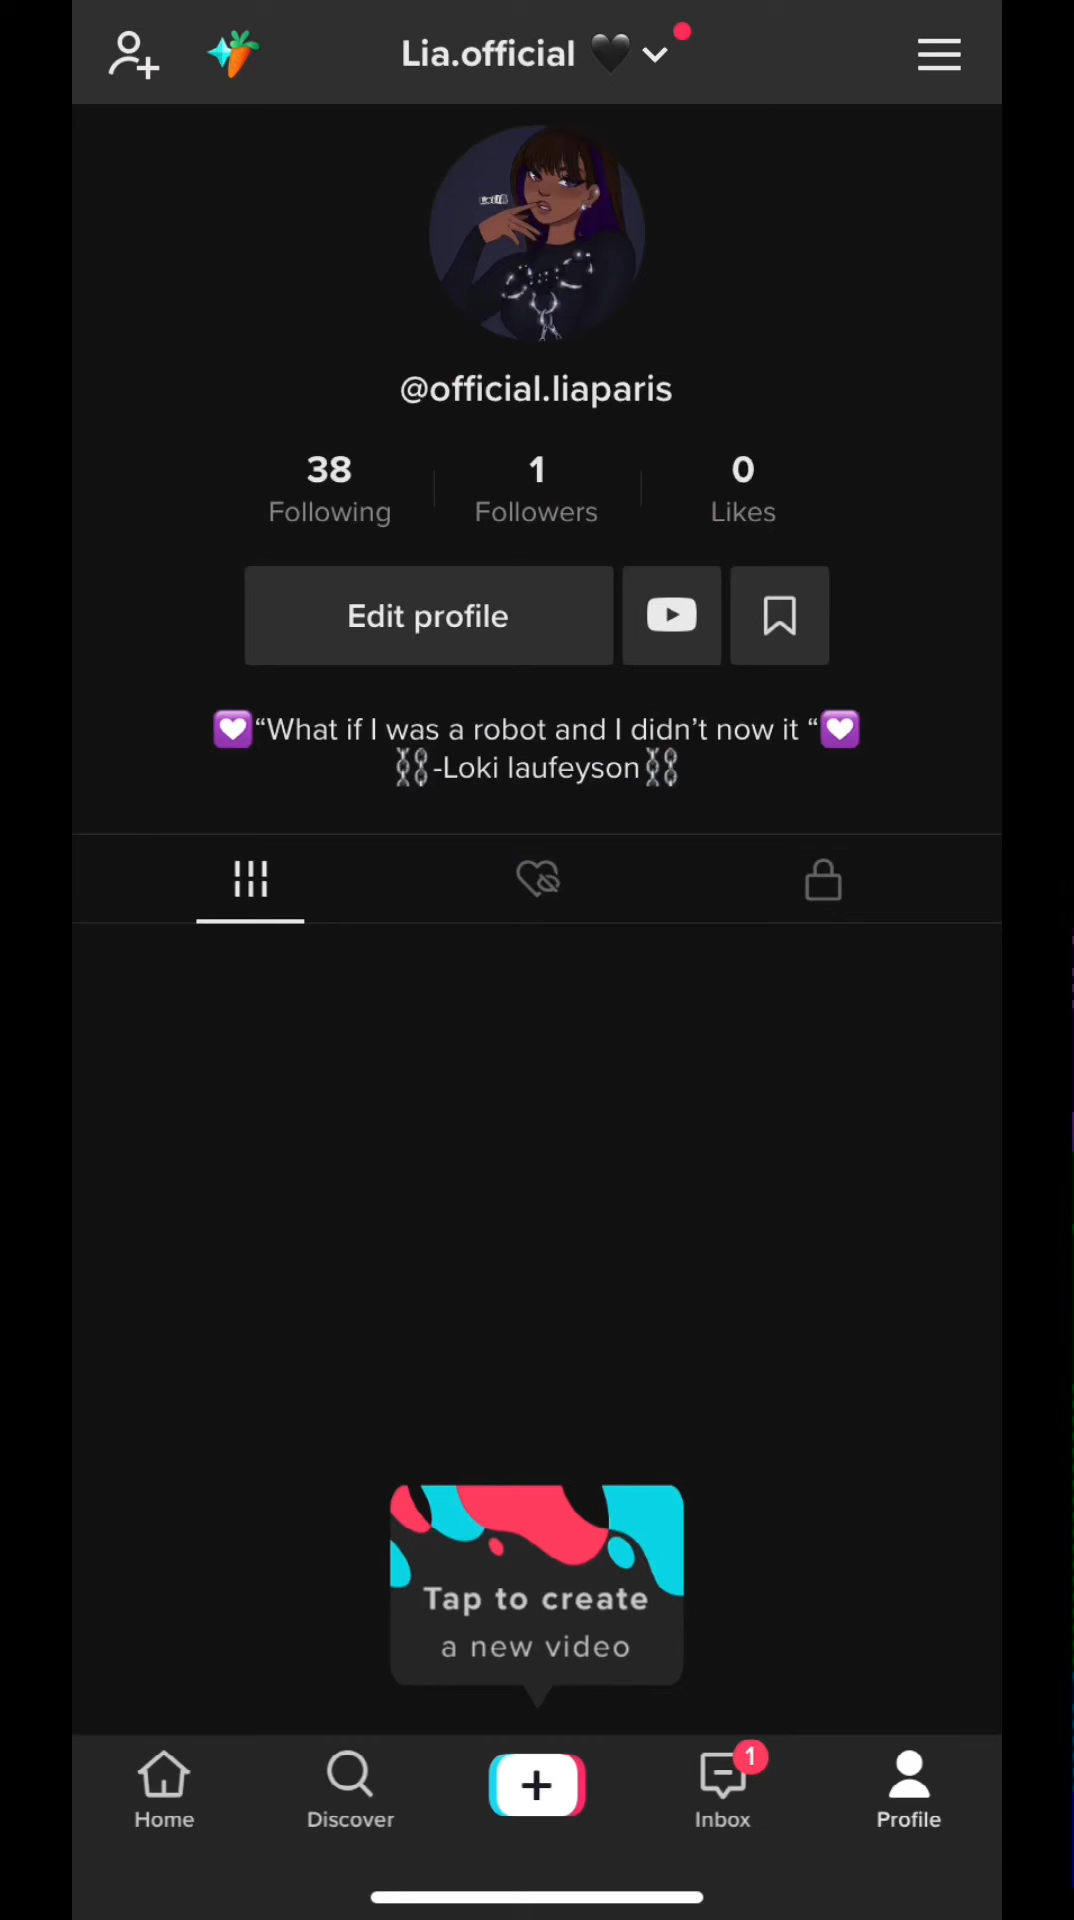 Lia.official 🖤
@official.liaparis
38 1 0
Following Followers Likes
Edit profile
💟“What if I was a robot and I didn’t now it “💟
⛓-Loki laufeyson⛓
Tap to create
a new video
1
Home Discover Inbox Profile